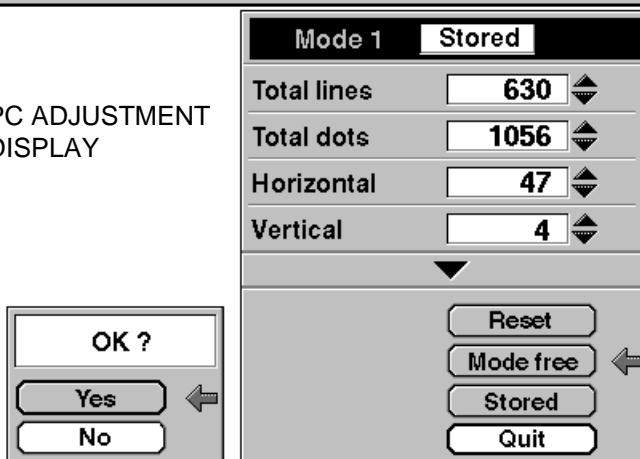 Mode 1 Stored
Total lines 630
PC ADJUSTMENT
DISPLAY
Total dots 1056
Horizontal 47
Vertical 4
OK ?
Yes
No
Reset
Mode free
Stored
Quit